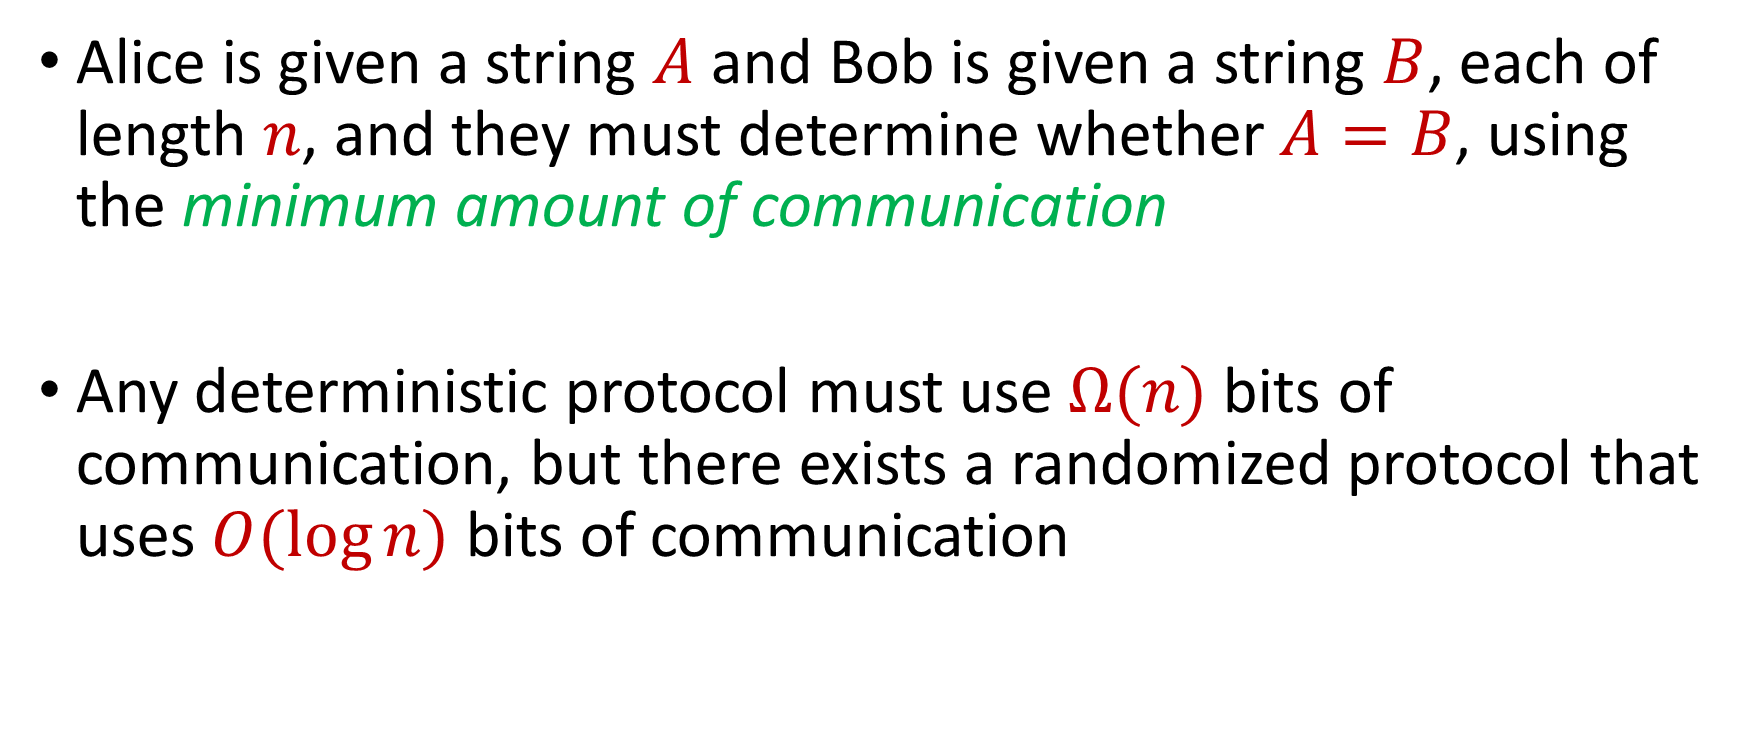 • Alice is given a string A and Bob is given a string B, each of
length n, and they must determine whether A = B, using
the minimum amount of communication
• Any deterministic protocol must use Ω(n) bits of
communication, but there exists a randomized protocol that
uses O(log n) bits of communication